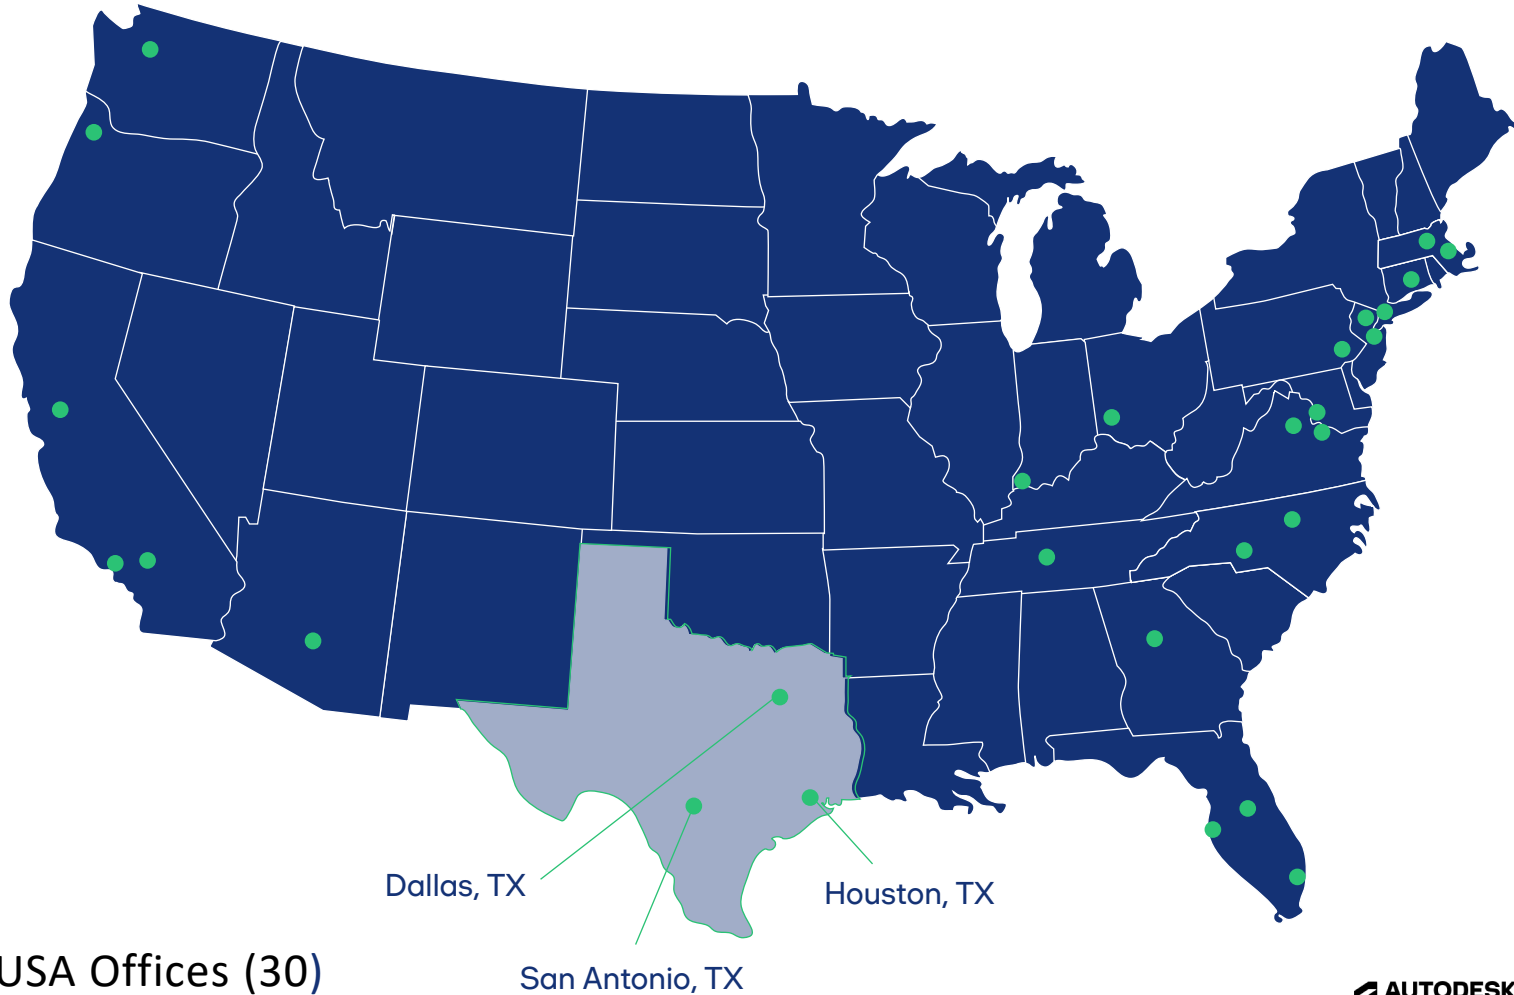 Dallas, TX
Houston, TX
San Antonio, TX
USA Offices (30)
AUTODESK